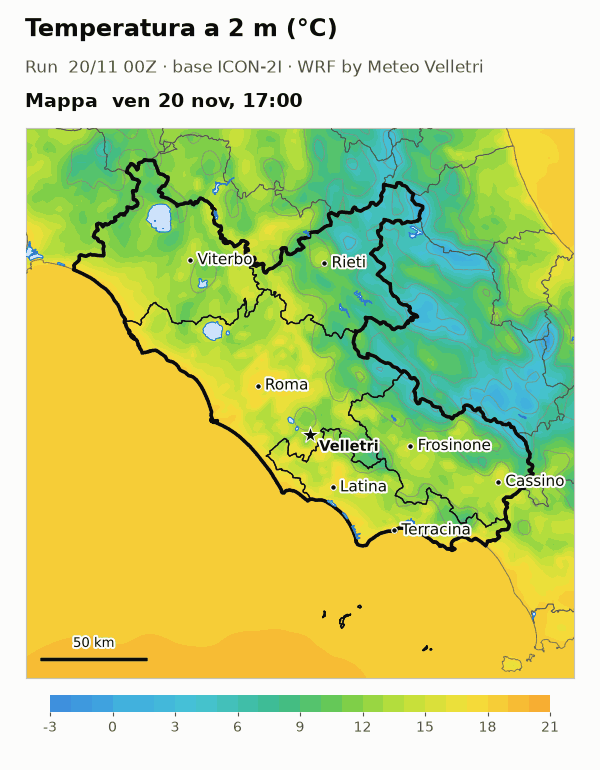 Temperatura a 2 m (°C)
Run  20/11 00Z · base ICON-2I · WRF by Meteo Velletri
Mappa  ven 20 nov, 17:00
Viterbo
Rieti
Roma
Velletri
Frosinone
Cassino
Latina
Terracina
50 km
-3 0 3 6 9 12 15 18 21